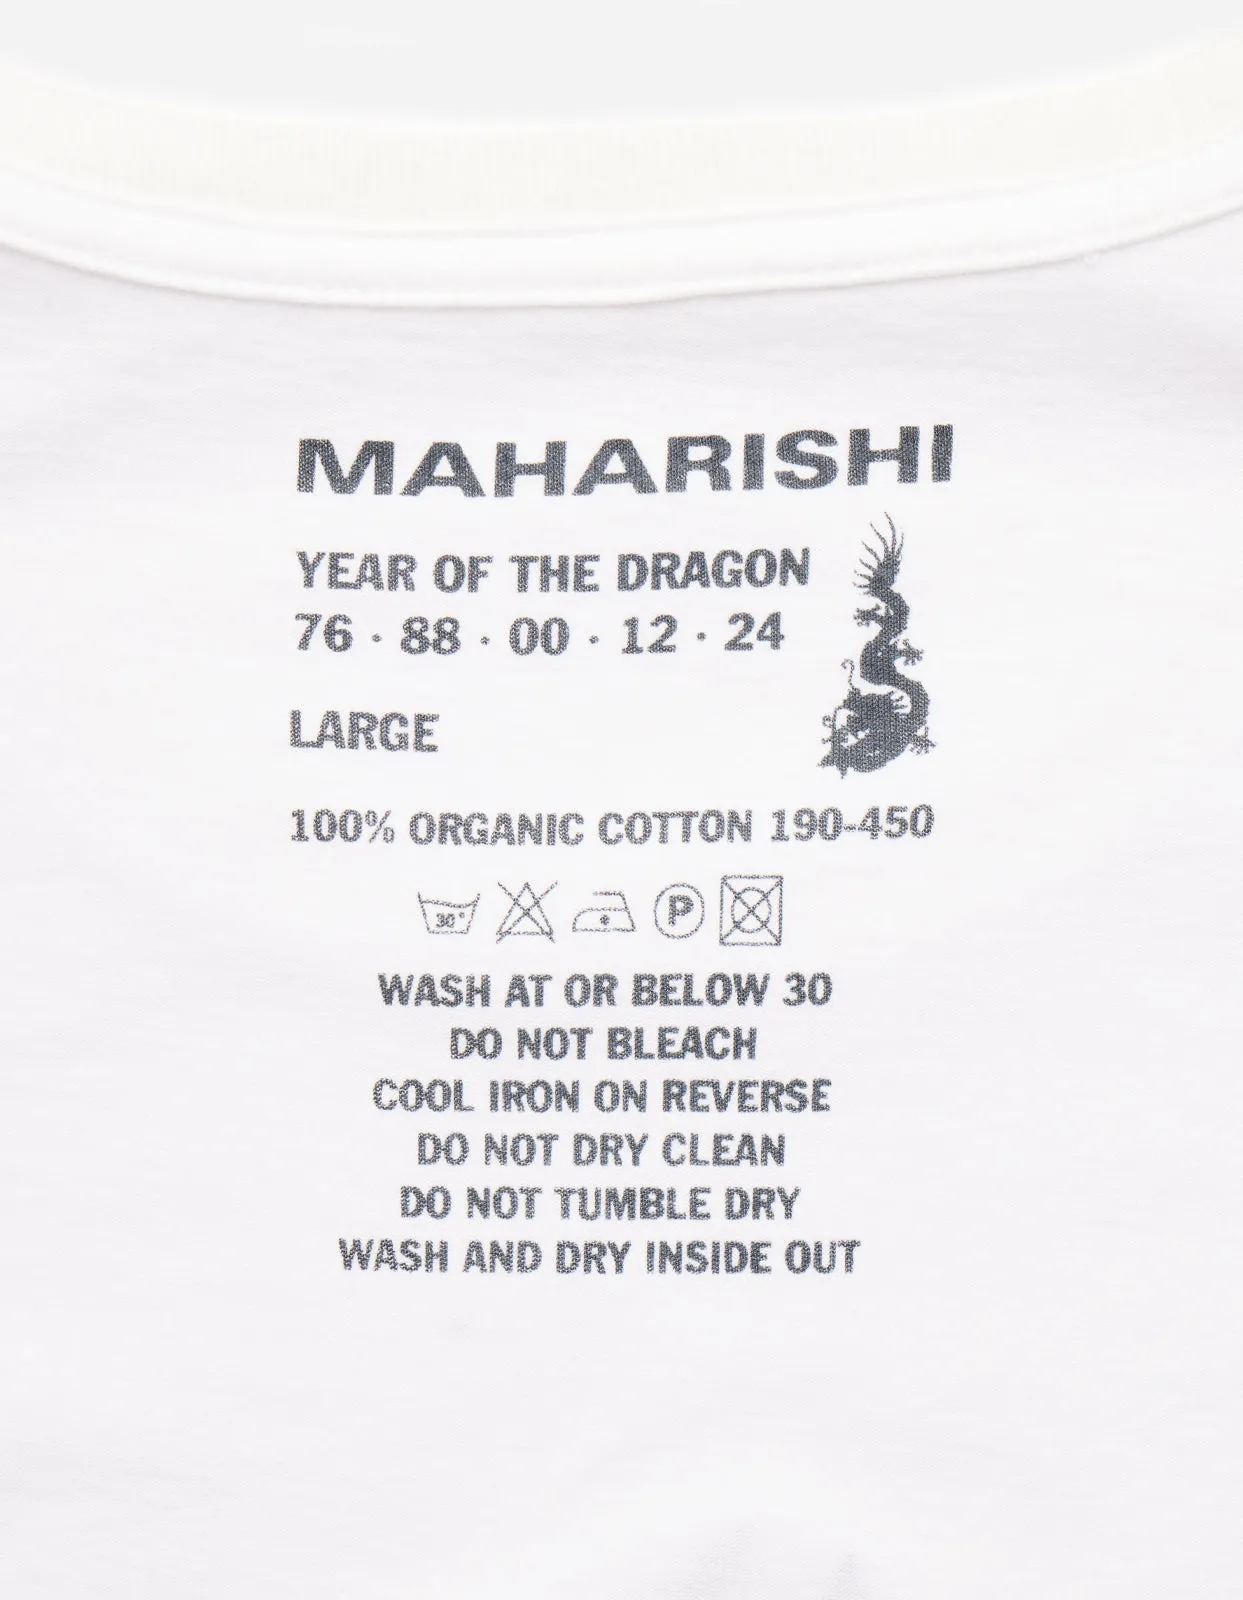 MAHARISHI
YEAR OF THE DRAGON
76 · 88 · 00 · 12 · 24
LARGE
100% ORGANIC COTTON 190-450
30° P
WASH AT OR BELOW 30
DO NOT BLEACH
COOL IRON ON REVERSE
DO NOT DRY CLEAN
DO NOT TUMBLE DRY
WASH AND DRY INSIDE OUT